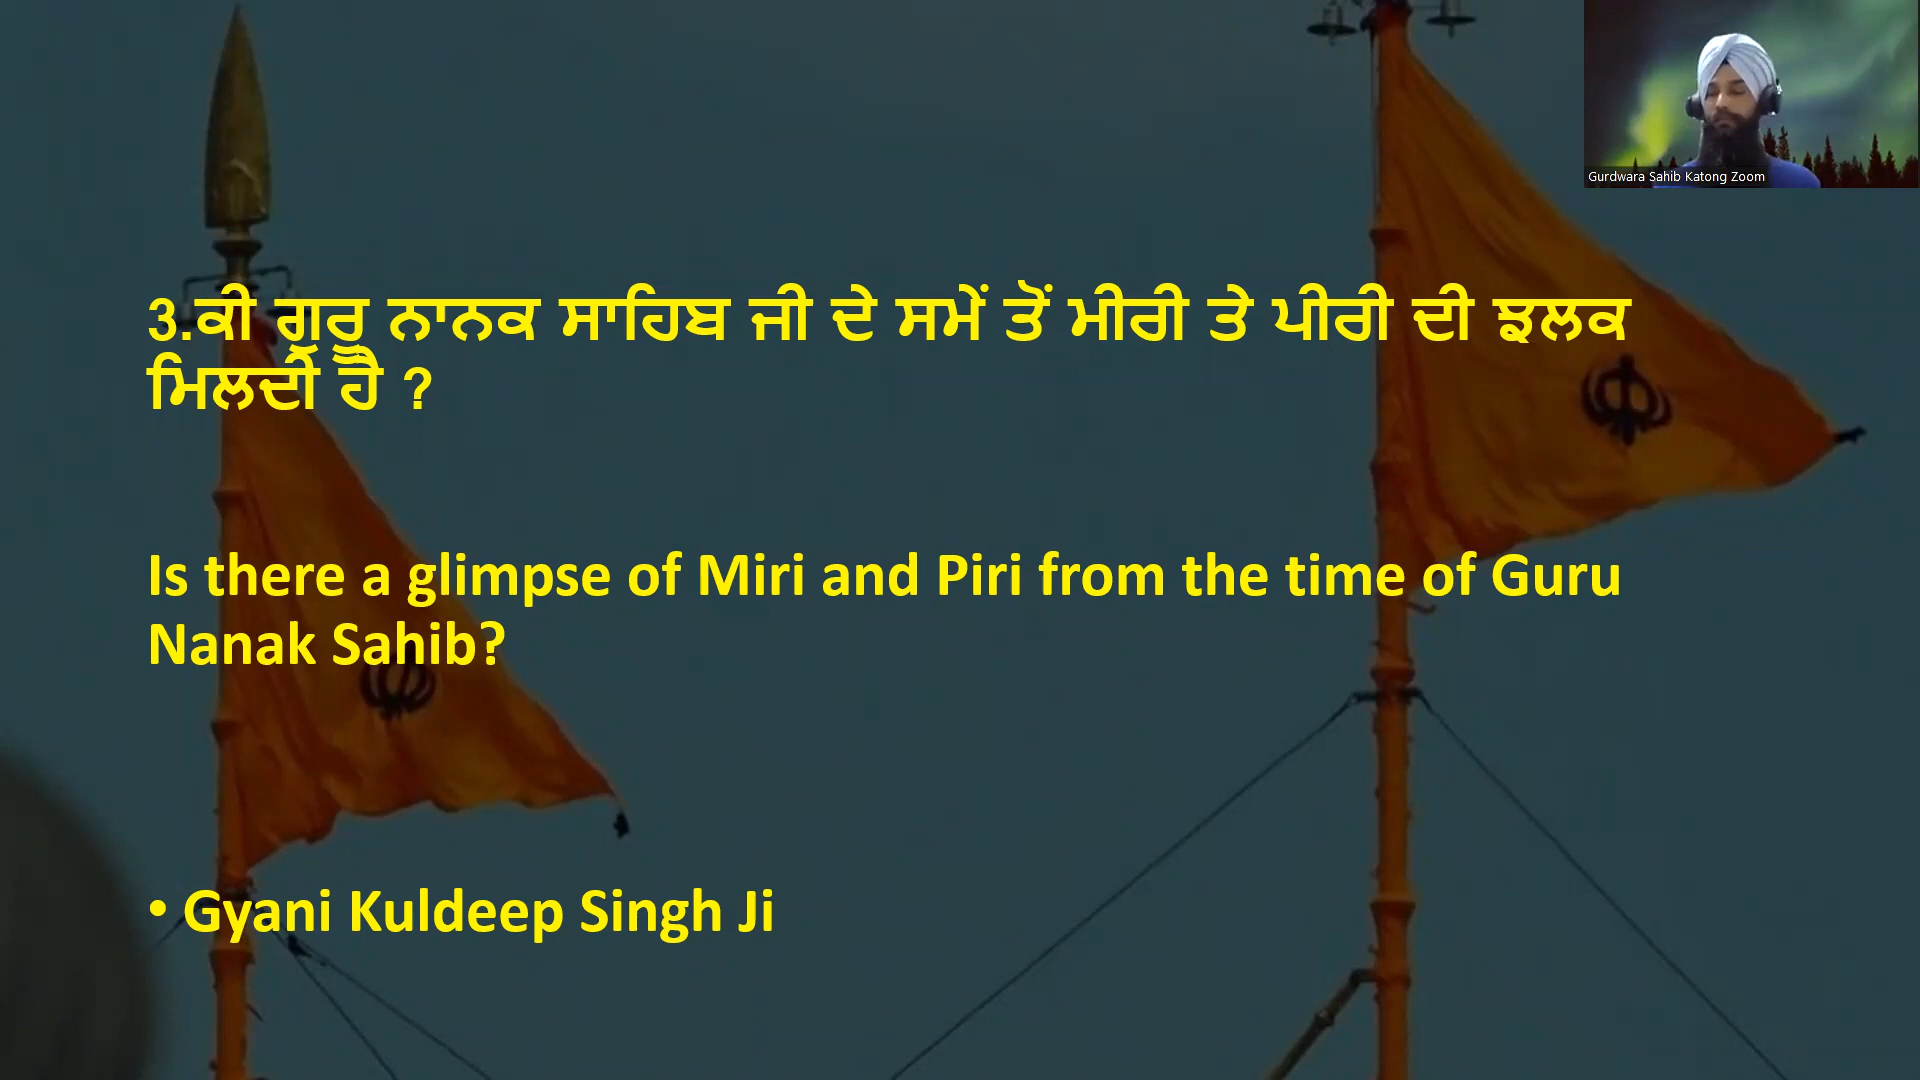 Gurdwara Sahib Katong Zoom
3.ਕੀ ਗੁਰੂ ਨਾਨਕ ਸਾਹਿਬ ਜੀ ਦੇ ਸਮੇਂ ਤੋਂ ਮੀਰੀ ਤੇ ਪੀਰੀ ਦੀ ਝਲਕ
ਮਿਲਦੀ ਹੈ ?
Is there a glimpse of Miri and Piri from the time of Guru
Nanak Sahib?
• Gyani Kuldeep Singh Ji